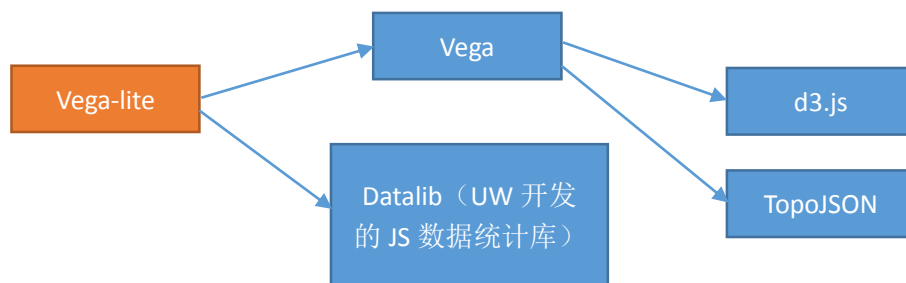 Vega
Vega-lite
d3.js
Datalib（UW 开发
的 JS 数据统计库）
TopoJSON